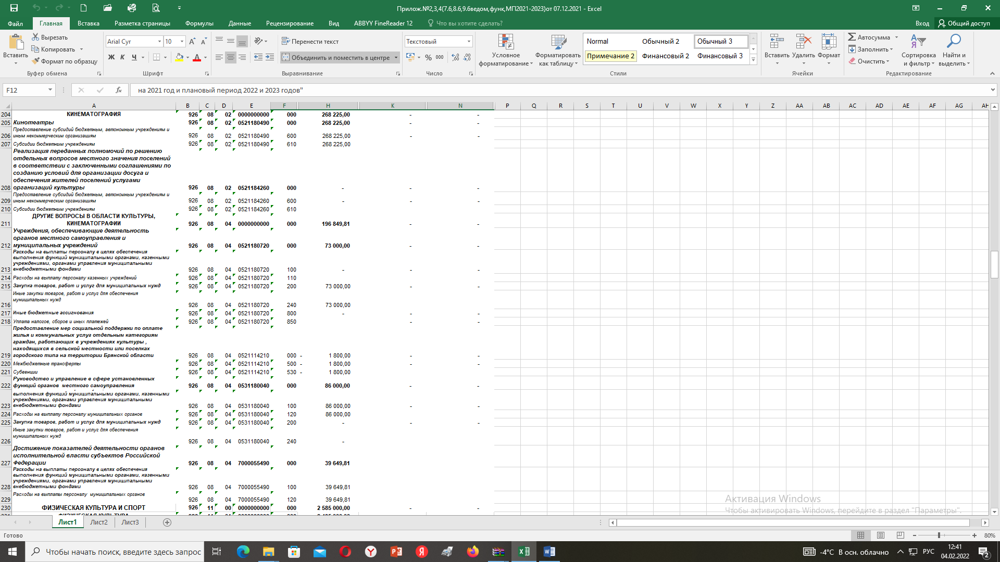 Прилож.№2,3,4(7.6,8.6,9.6ведом,функ,МП2021-2023)от 07.12.2021 - Excel
Файл Главная Вставка Разметка страницы Формулы Данные Рецензирование Вид ABBYY FineReader 12 Что вы хотите сделать? Вход Общий доступ
Вставить
Вырезать
Копировать
Формат по образцу
Буфер обмена
Arial Cyr 10
Ж К Ч
Шрифт
Перенести текст
Объединить и поместить в центре
Выравнивание
Текстовый
% 000
Число
Условное форматирование
Форматировать как таблицу
Normal Обычный 2 Обычный 3
Примечание 2 Финансовый 2 Финансовый 3
Стили
Вставить Удалить Формат
Ячейки
Автосумма
Заполнить
Очистить
Сортировка и фильтр
Найти и выделить
Редактирование
F12 fx на 2021 год и плановый период 2022 и 2023 годов"
A B C D E F H K N P Q R S T U V W X Y Z AA AB AC AD AE AF AG AH
204 КИНЕМАТОГРАФИЯ 926 08 02 0000000000 000 268 225,00 - -
205 Кинотеатры 926 08 02 0521180490 000 268 225,00 - -
Предоставление субсидий бюджетным, автономным учреждениям и
206 иным некоммерческим организациям 926 08 02 0521180490 600 268 225,00 - -
207 Субсидии бюджетным учреждениям 926 08 02 0521180490 610 268 225,00
Реализация переданных полномочий по решению
отдельных вопросов местного значения поселений
в соответствии с заключенными соглашениями по
созданию условий для организации досуга и
обеспечения жителей поселений услугами
208 организаций культуры 926 08 02 0521184260 000 - - -
Предоставление субсидий бюджетным, автономным учреждениям и
209 иным некоммерческим организациям 926 08 02 0521184260 600 - - -
210 Субсидии бюджетным учреждениям 926 08 02 0521184260 610
ДРУГИЕ ВОПРОСЫ В ОБЛАСТИ КУЛЬТУРЫ,
211 КИНЕМАТОГРАФИИ 926 08 04 0000000000 000 196 849,81 - -
Учреждения, обеспечивающие деятельность
органов местного самоуправления и
212 муниципальных учреждений 926 08 04 0521180720 000 73 000,00 - -
Расходы на выплаты персоналу в целях обеспечения
выполнения функций муниципальными органами, казенными
учреждениями, органами управления муниципальными
213 внебюджетными фондами 926 08 04 0521180720 100 - - -
214 Расходы на выплату персоналу казенных учреждений 926 08 04 0521180720 110
215 Закупка товаров, работ и услуг для муниципальных нужд 926 08 04 0521180720 200 73 000,00 - -
Иные закупки товаров, работ и услуг для обеспечения
муниципальных нужд
216 926 08 04 0521180720 240 73 000,00
217 Иные бюджетные ассигнования 926 08 04 0521180720 800 - - -
218 Уплата налогов, сборов и иных платежей 926 08 04 0521180720 850 - -
Предоставление мер социальной поддержки по оплате
жилья и коммунальных услуг отдельным категориям
граждан, работающих в учреждениях культуры ,
находящихся в сельской местности или поселках
219 городского типа на территории Брянской области 926 08 04 0521114210 000 - 1 800,00 - -
220 Межбюджетные трансферты 926 08 04 0521114210 500 - 1 800,00 - -
221 Субвенции 926 08 04 0521114210 530 - 1 800,00
Руководство и управление в сфере установленных
222 функций органов местного самоуправления 926 08 04 0531180040 000 86 000,00 - -
выполнения функций муниципальными органами, казенными
учреждениями, органами управления муниципальными
223 внебюджетными фондами 926 08 04 0531180040 100 86 000,00 - -
224 Расходы на выплату персоналу муниципальных органов 926 08 04 0531180040 120 86 000,00
225 Закупка товаров, работ и услуг для муниципальных нужд 926 08 04 0531180040 200 - - -
Иные закупки товаров, работ и услуг для обеспечения
муниципальных нужд
226 926 08 04 0531180040 240 -
Достижение показателей деятельности органов
исполнительной власти субъектов Российской
227 Федерации 926 08 04 7000055490 000 39 649,81
Расходы на выплаты персоналу в целях обеспечения
выполнения функций муниципальными органами, казенными
учреждениями, органами управления муниципальными
228 внебюджетными фондами 926 08 04 7000055490 100 39 649,81
Расходы на выплаты персоналу муниципальных органов
229 926 08 04 7000055490 120 39 649,81
230 ФИЗИЧЕСКАЯ КУЛЬТУРА И СПОРТ 926 11 00 0000000000 000 2 585 000,00 - -
Активация Windows
Чтобы активировать Windows, перейдите в раздел "Параметры".
Лист1 Лист2 Лист3
Готово 80%
Чтобы начать поиск, введите здесь запрос
-4°C В осн. облачно РУС 12:41
04.02.2022 2